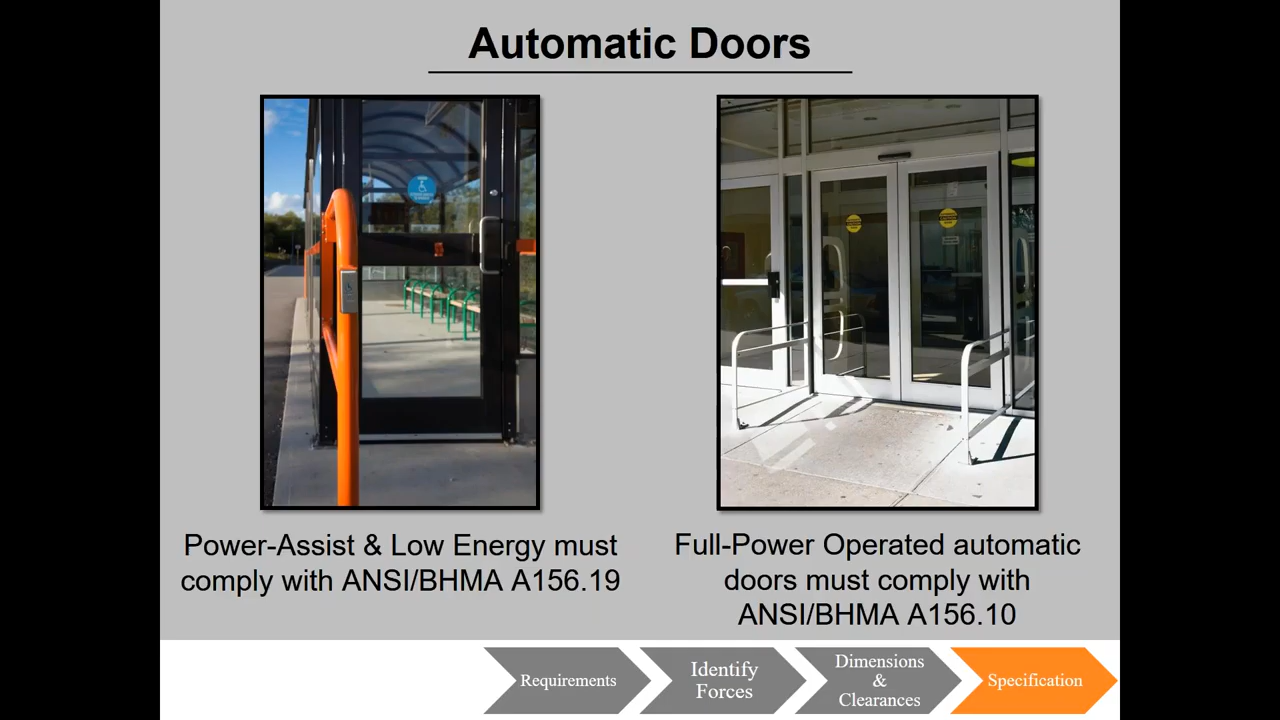 Automatic Doors
Power-Assist & Low Energy must
comply with ANSI/BHMA A156.19
Full-Power Operated automatic
doors must comply with
ANSI/BHMA A156.10
Requirements
Identify
Forces
Dimensions
&
Clearances
Specification